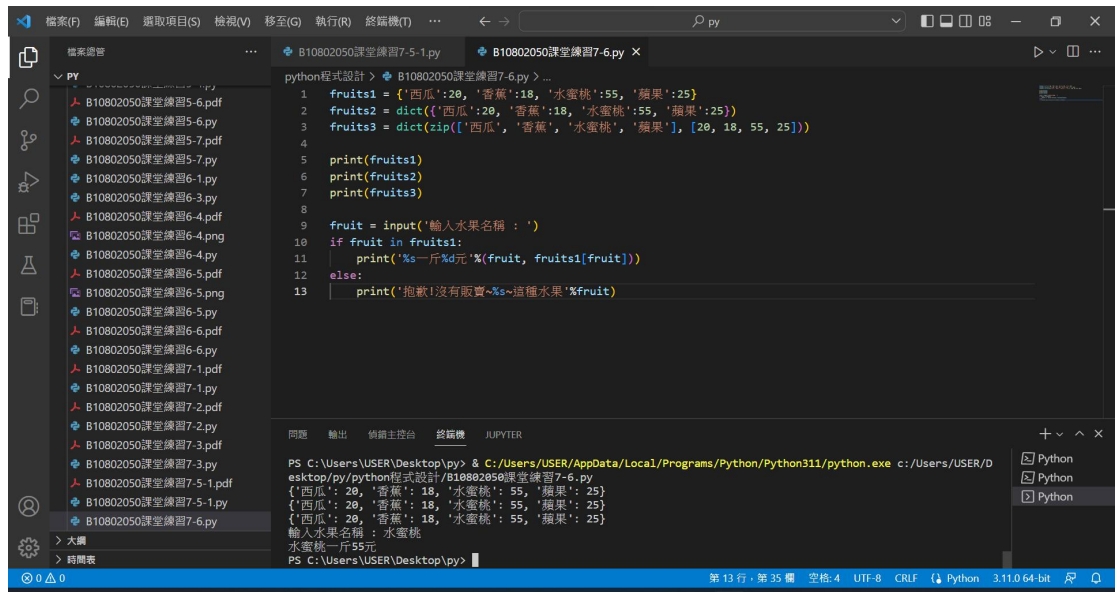 檔案(F) 編輯(E) 選取項目(S) 檢視(V) 移至(G) 執行(R) 終端機(T) ⋯ py
檔案總管 ⋯
B10802050課堂練習7-5-1.py B10802050課堂練習7-6.py
PY
python程式設計 > B10802050課堂練習7-6.py > ...
B10802050課堂練習5-6.pdf
B10802050課堂練習5-6.py
B10802050課堂練習5-7.pdf
B10802050課堂練習5-7.py
B10802050課堂練習6-1.py
B10802050課堂練習6-3.py
B10802050課堂練習6-4.pdf
B10802050課堂練習6-4.png
B10802050課堂練習6-4.py
B10802050課堂練習6-5.pdf
B10802050課堂練習6-5.png
B10802050課堂練習6-5.py
B10802050課堂練習6-6.pdf
B10802050課堂練習6-6.py
B10802050課堂練習7-1.pdf
B10802050課堂練習7-1.py
B10802050課堂練習7-2.pdf
B10802050課堂練習7-2.py
B10802050課堂練習7-3.pdf
B10802050課堂練習7-3.py
B10802050課堂練習7-5-1.pdf
B10802050課堂練習7-5-1.py
B10802050課堂練習7-6.py
大綱
時間表
1 fruits1 = {'西瓜':20, '香蕉':18, '水蜜桃':55, '蘋果':25}
2 fruits2 = dict({'西瓜':20, '香蕉':18, '水蜜桃':55, '蘋果':25})
3 fruits3 = dict(zip(['西瓜', '香蕉', '水蜜桃', '蘋果'], [20, 18, 55, 25]))
4
5 print(fruits1)
6 print(fruits2)
7 print(fruits3)
8
9 fruit = input('輸入水果名稱 : ')
10 if fruit in fruits1:
11 print('%s一斤%d元'%(fruit, fruits1[fruit]))
12 else:
13 print('抱歉!沒有販賣~%s~這種水果'%fruit)
問題 輸出 偵錯主控台 終端機 JUPYTER
PS C:\Users\USER\Desktop\py> & C:/Users/USER/AppData/Local/Programs/Python/Python311/python.exe c:/Users/USER/D
esktop/py/python程式設計/B10802050課堂練習7-6.py
{'西瓜': 20, '香蕉': 18, '水蜜桃': 55, '蘋果': 25}
{'西瓜': 20, '香蕉': 18, '水蜜桃': 55, '蘋果': 25}
{'西瓜': 20, '香蕉': 18, '水蜜桃': 55, '蘋果': 25}
輸入水果名稱 : 水蜜桃
水蜜桃一斤55元
PS C:\Users\USER\Desktop\py>
Python
Python
Python
0 0 第 13 行，第 35 欄 空格: 4 UTF-8 CRLF Python 3.11.0 64-bit